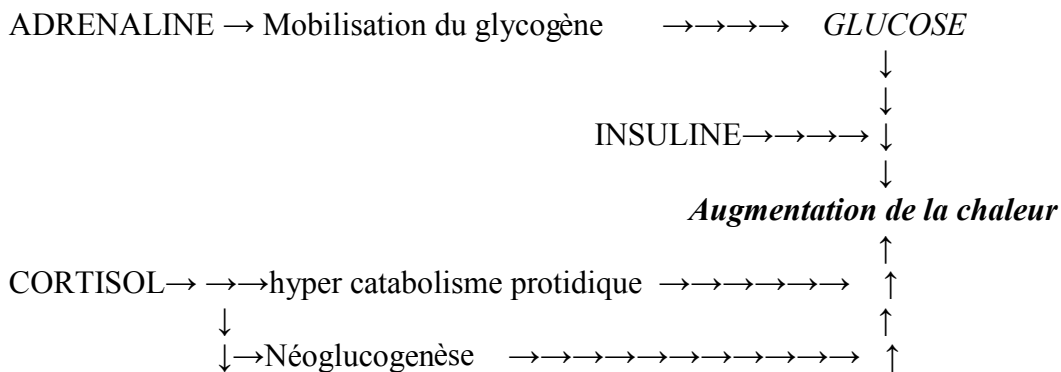 ADRENALINE → Mobilisation du glycogène →→→→ GLUCOSE
↓
↓
INSULINE→→→→ ↓
↓
Augmentation de la chaleur
↑
CORTISOL→ →→hyper catabolisme protidique →→→→→→ ↑
↓ ↑
↓→Néoglucogenèse →→→→→→→→→→ ↑